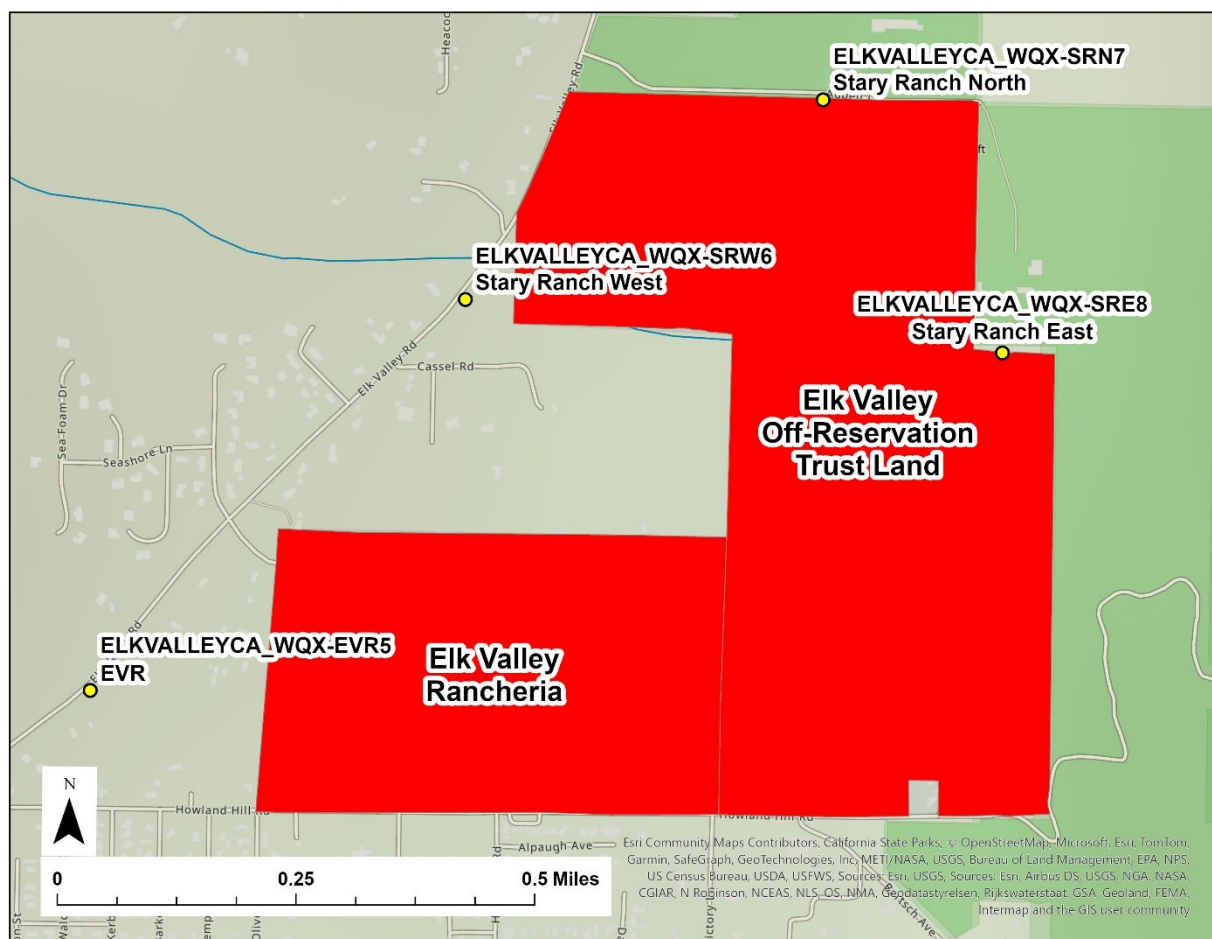 ELKVALLEYCA_WQX-SRN7
Stary Ranch North
Elk Valley Rd
ELKVALLEYCA_WQX-SRW6
Stary Ranch West
ELKVALLEYCA_WQX-SRE8
Stary Ranch East
Elk Valley Rd
Cassel Rd
Sea Foam Dr
Seashore Ln
Elk Valley
Off-Reservation
Trust Land
ELKVALLEYCA_WQX-EVR5
EVR
Elk Valley
Rancheria
N
Howland Hill Rd
Howland Hill Rd
Alpaugh Ave
Bertsch Ave
0
0.25
0.5 Miles
Esri Community Maps Contributors, California State Parks, © OpenStreetMap, Microsoft, Esri, TomTom,
Garmin, SafeGraph, GeoTechnologies, Inc, METI/NASA, USGS, Bureau of Land Management, EPA, NPS,
US Census Bureau, USDA, USFWS, Sources: Esri, USGS, Sources: Esri, Airbus DS, USGS, NGA, NASA,
CGIAR, N Robinson, NCEAS, NLS, OS, NMA, Geodatastyrelsen, Rijkswaterstaat, GSA, Geoland, FEMA,
Intermap and the GIS user community